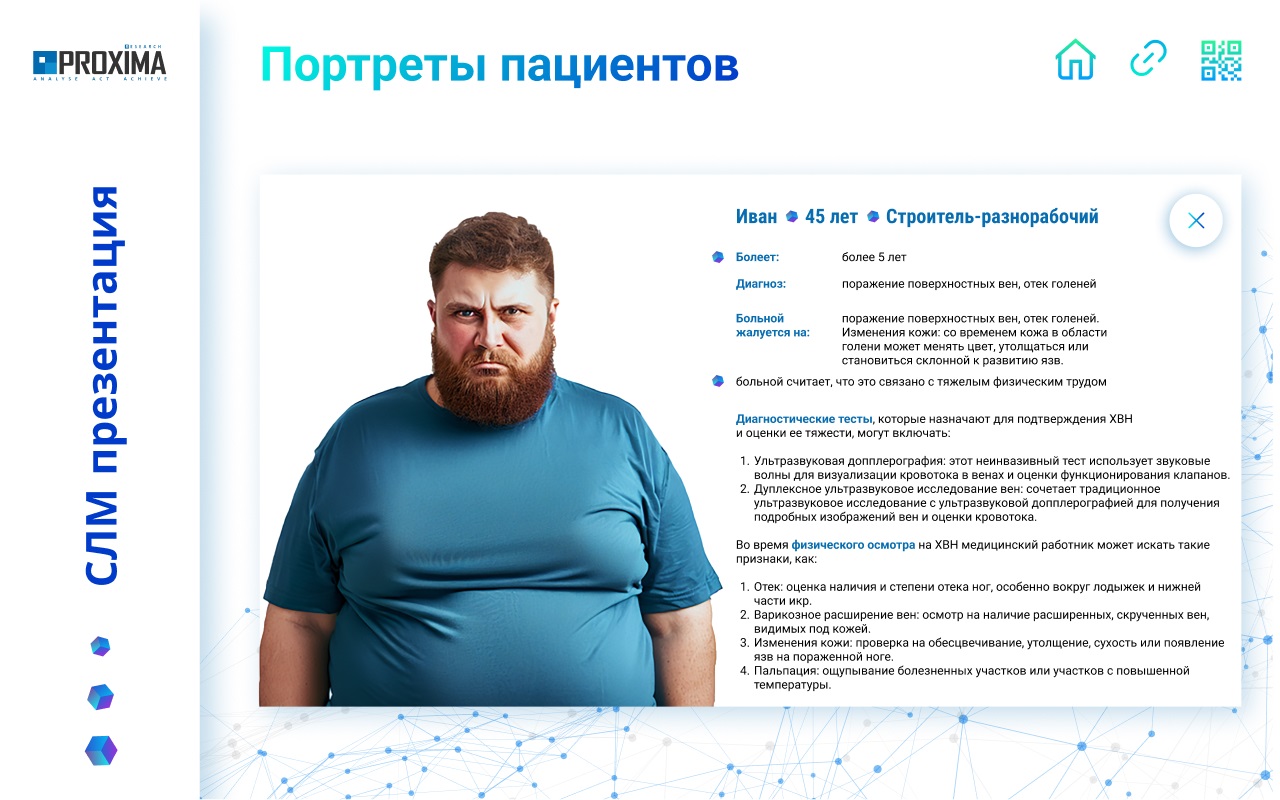 RESEARCH
PROXIMA
ANALYSE ACT ACHIEVE
СЛМ презентация
Портреты пациентов
Иван 45 лет Строитель-разнорабочий
Болеет: более 5 лет
Диагноз: поражение поверхностных вен, отек голеней
Больной жалуется на:
поражение поверхностных вен, отек голеней.
Изменения кожи: со временем кожа в области
голени может менять цвет, утолщаться или
становиться склонной к развитию язв.
больной считает, что это связано с тяжелым физическим трудом
Диагностические тесты, которые назначают для подтверждения ХВН
и оценки ее тяжести, могут включать:
1. Ультразвуковая допплерография: этот неинвазивный тест использует звуковые
волны для визуализации кровотока в венах и оценки функционирования клапанов.
2. Дуплексное ультразвуковое исследование вен: сочетает традиционное
ультразвуковое исследование с ультразвуковой допплерографией для получения
подробных изображений вен и оценки кровотока.
Во время физического осмотра на ХВН медицинский работник может искать такие
признаки, как:
1. Отек: оценка наличия и степени отека ног, особенно вокруг лодыжек и нижней
части икр.
2. Варикозное расширение вен: осмотр на наличие расширенных, скрученных вен,
видимых под кожей.
3. Изменения кожи: проверка на обесцвечивание, утолщение, сухость или появление
язв на пораженной ноге.
4. Пальпация: ощупывание болезненных участков или участков с повышенной
температуры.